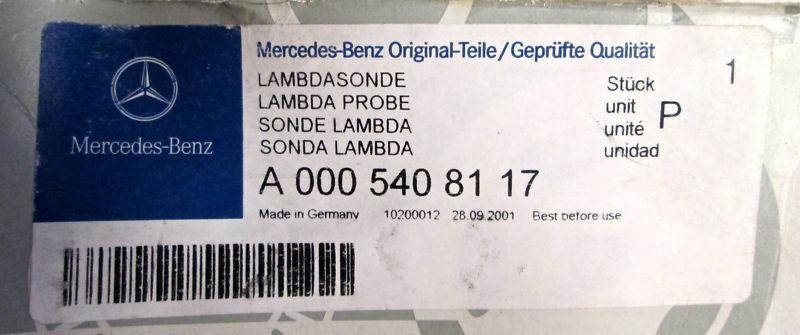 Mercedes-Benz
Mercedes-Benz Original-Teile/Geprüfte Qualität
LAMBDASONDE
LAMBDA PROBE
SONDE LAMBDA
SONDA LAMBDA
Stück
unit
unité
unidad
P
1
A 000 540 81 17
Made in Germany 10200012 28.09.2001 Best before use